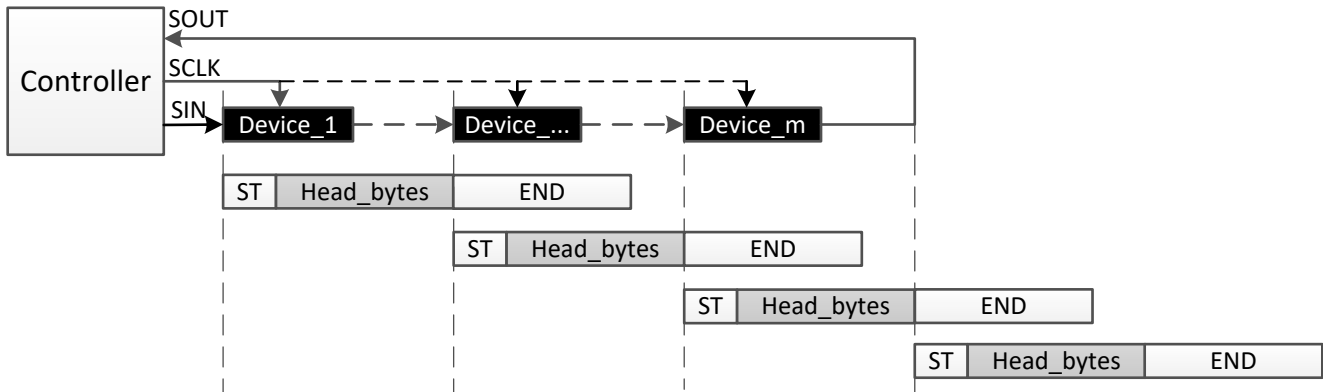 SOUT
Controller
SCLK
SIN
Device_1
Device_...
Device_m
ST Head_bytes END
ST Head_bytes END
ST Head_bytes END
ST Head_bytes END